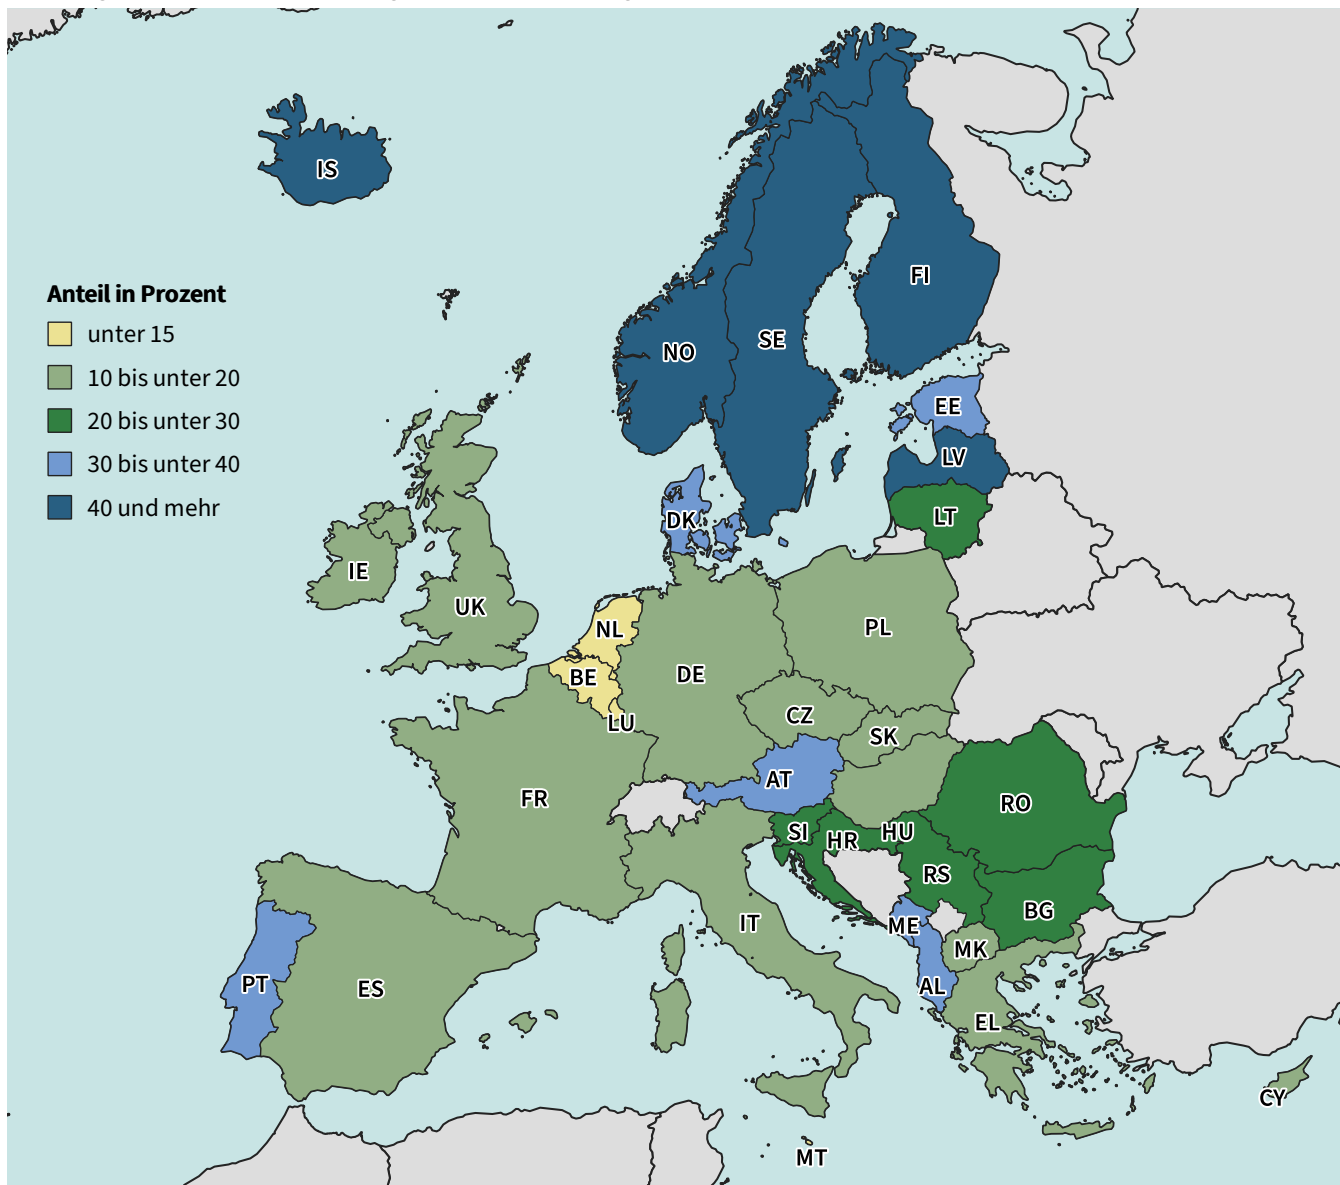 IS
Anteil in Prozent
unter 15
10 bis unter 20
20 bis unter 30
30 bis unter 40
40 und mehr
FI
SE
NO
EE
LV
LT
DK
IE
UK
NL
PL
BE
DE
LU
CZ
SK
AT
FR
RO
SI
HR
HU
RS
BG
IT
ME
MK
PT
ES
AL
EL
CY
MT